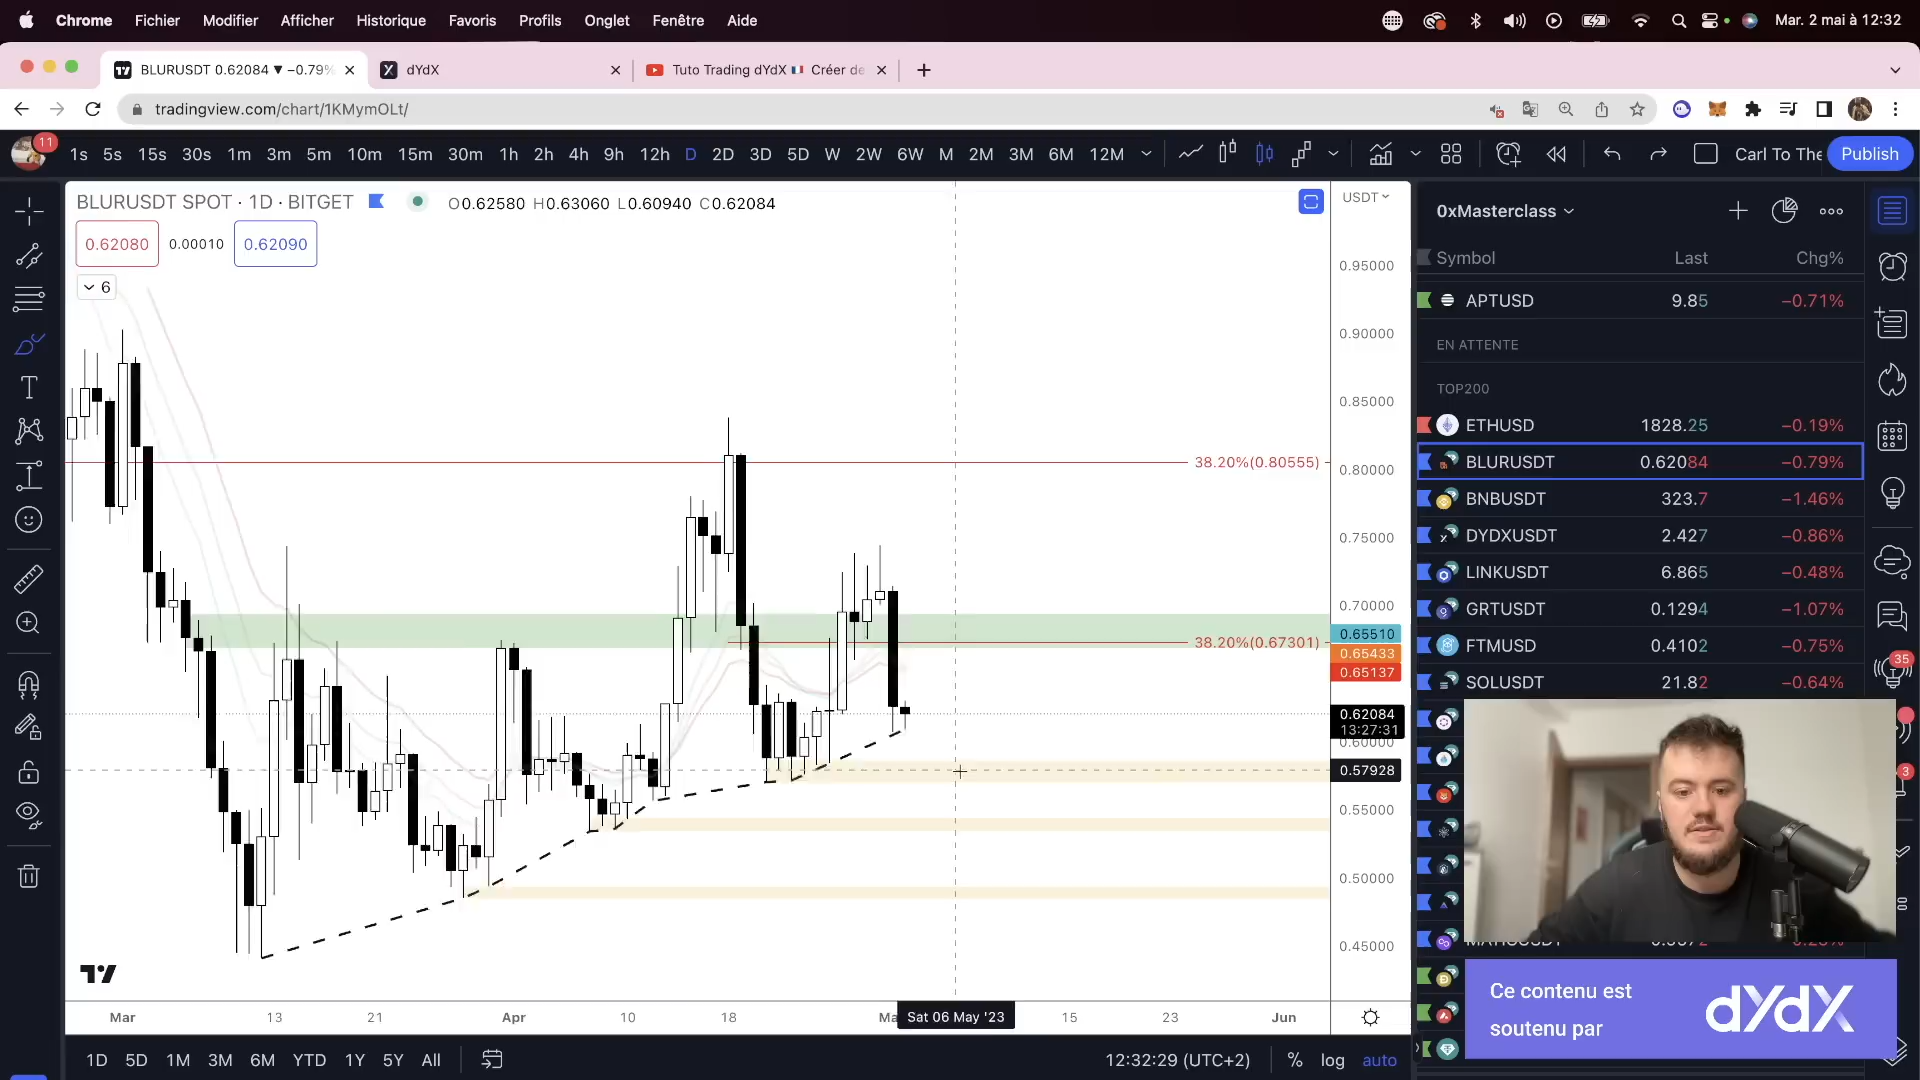 Chrome Fichier Modifier Afficher Historique Favoris Profils Onglet Fenêtre Aide Mar. 2 mai à 12:32
BLURUSDT 0.62084 ▼ −0.79% dYdX Tuto Trading dYdX 🇫🇷 Créer de
tradingview.com/chart/1KMymOLt/
11
1s 5s 15s 30s 1m 3m 5m 10m 15m 30m 1h 2h 4h 9h 12h D 2D 3D 5D W 2W 6W M 2M 3M 6M 12M Carl To The Publish
BLURUSDT SPOT · 1D · BITGET O0.62580 H0.63060 L0.60940 C0.62084
0.62080 0.00010 0.62090
6
USDT
0.95000
0.90000
0.85000
38.20%(0.80555)
0.80000
0.75000
0.70000
0.65510
38.20%(0.67301)
0.65433
0.65137
0.62084
13:27:31
0.60000
0.57928
0.55000
0.50000
0.45000
Mar 13 21 Apr 10 18 Ma Sat 06 May '23 15 23 Jun
1D 5D 1M 3M 6M YTD 1Y 5Y All 12:32:29 (UTC+2) % log auto
0xMasterclass
Symbol Last Chg%
APTUSD 9.85 −0.71%
EN ATTENTE
TOP200
ETHUSD 1828.25 −0.19%
BLURUSDT 0.62084 −0.79%
BNBUSDT 323.7 −1.46%
DYDXUSDT 2.427 −0.86%
LINKUSDT 6.865 −0.48%
GRTUSDT 0.1294 −1.07%
FTMUSD 0.4102 −0.75%
SOLUSDT 21.82 −0.64%
35
3
Ce contenu est
soutenu par
dYdX